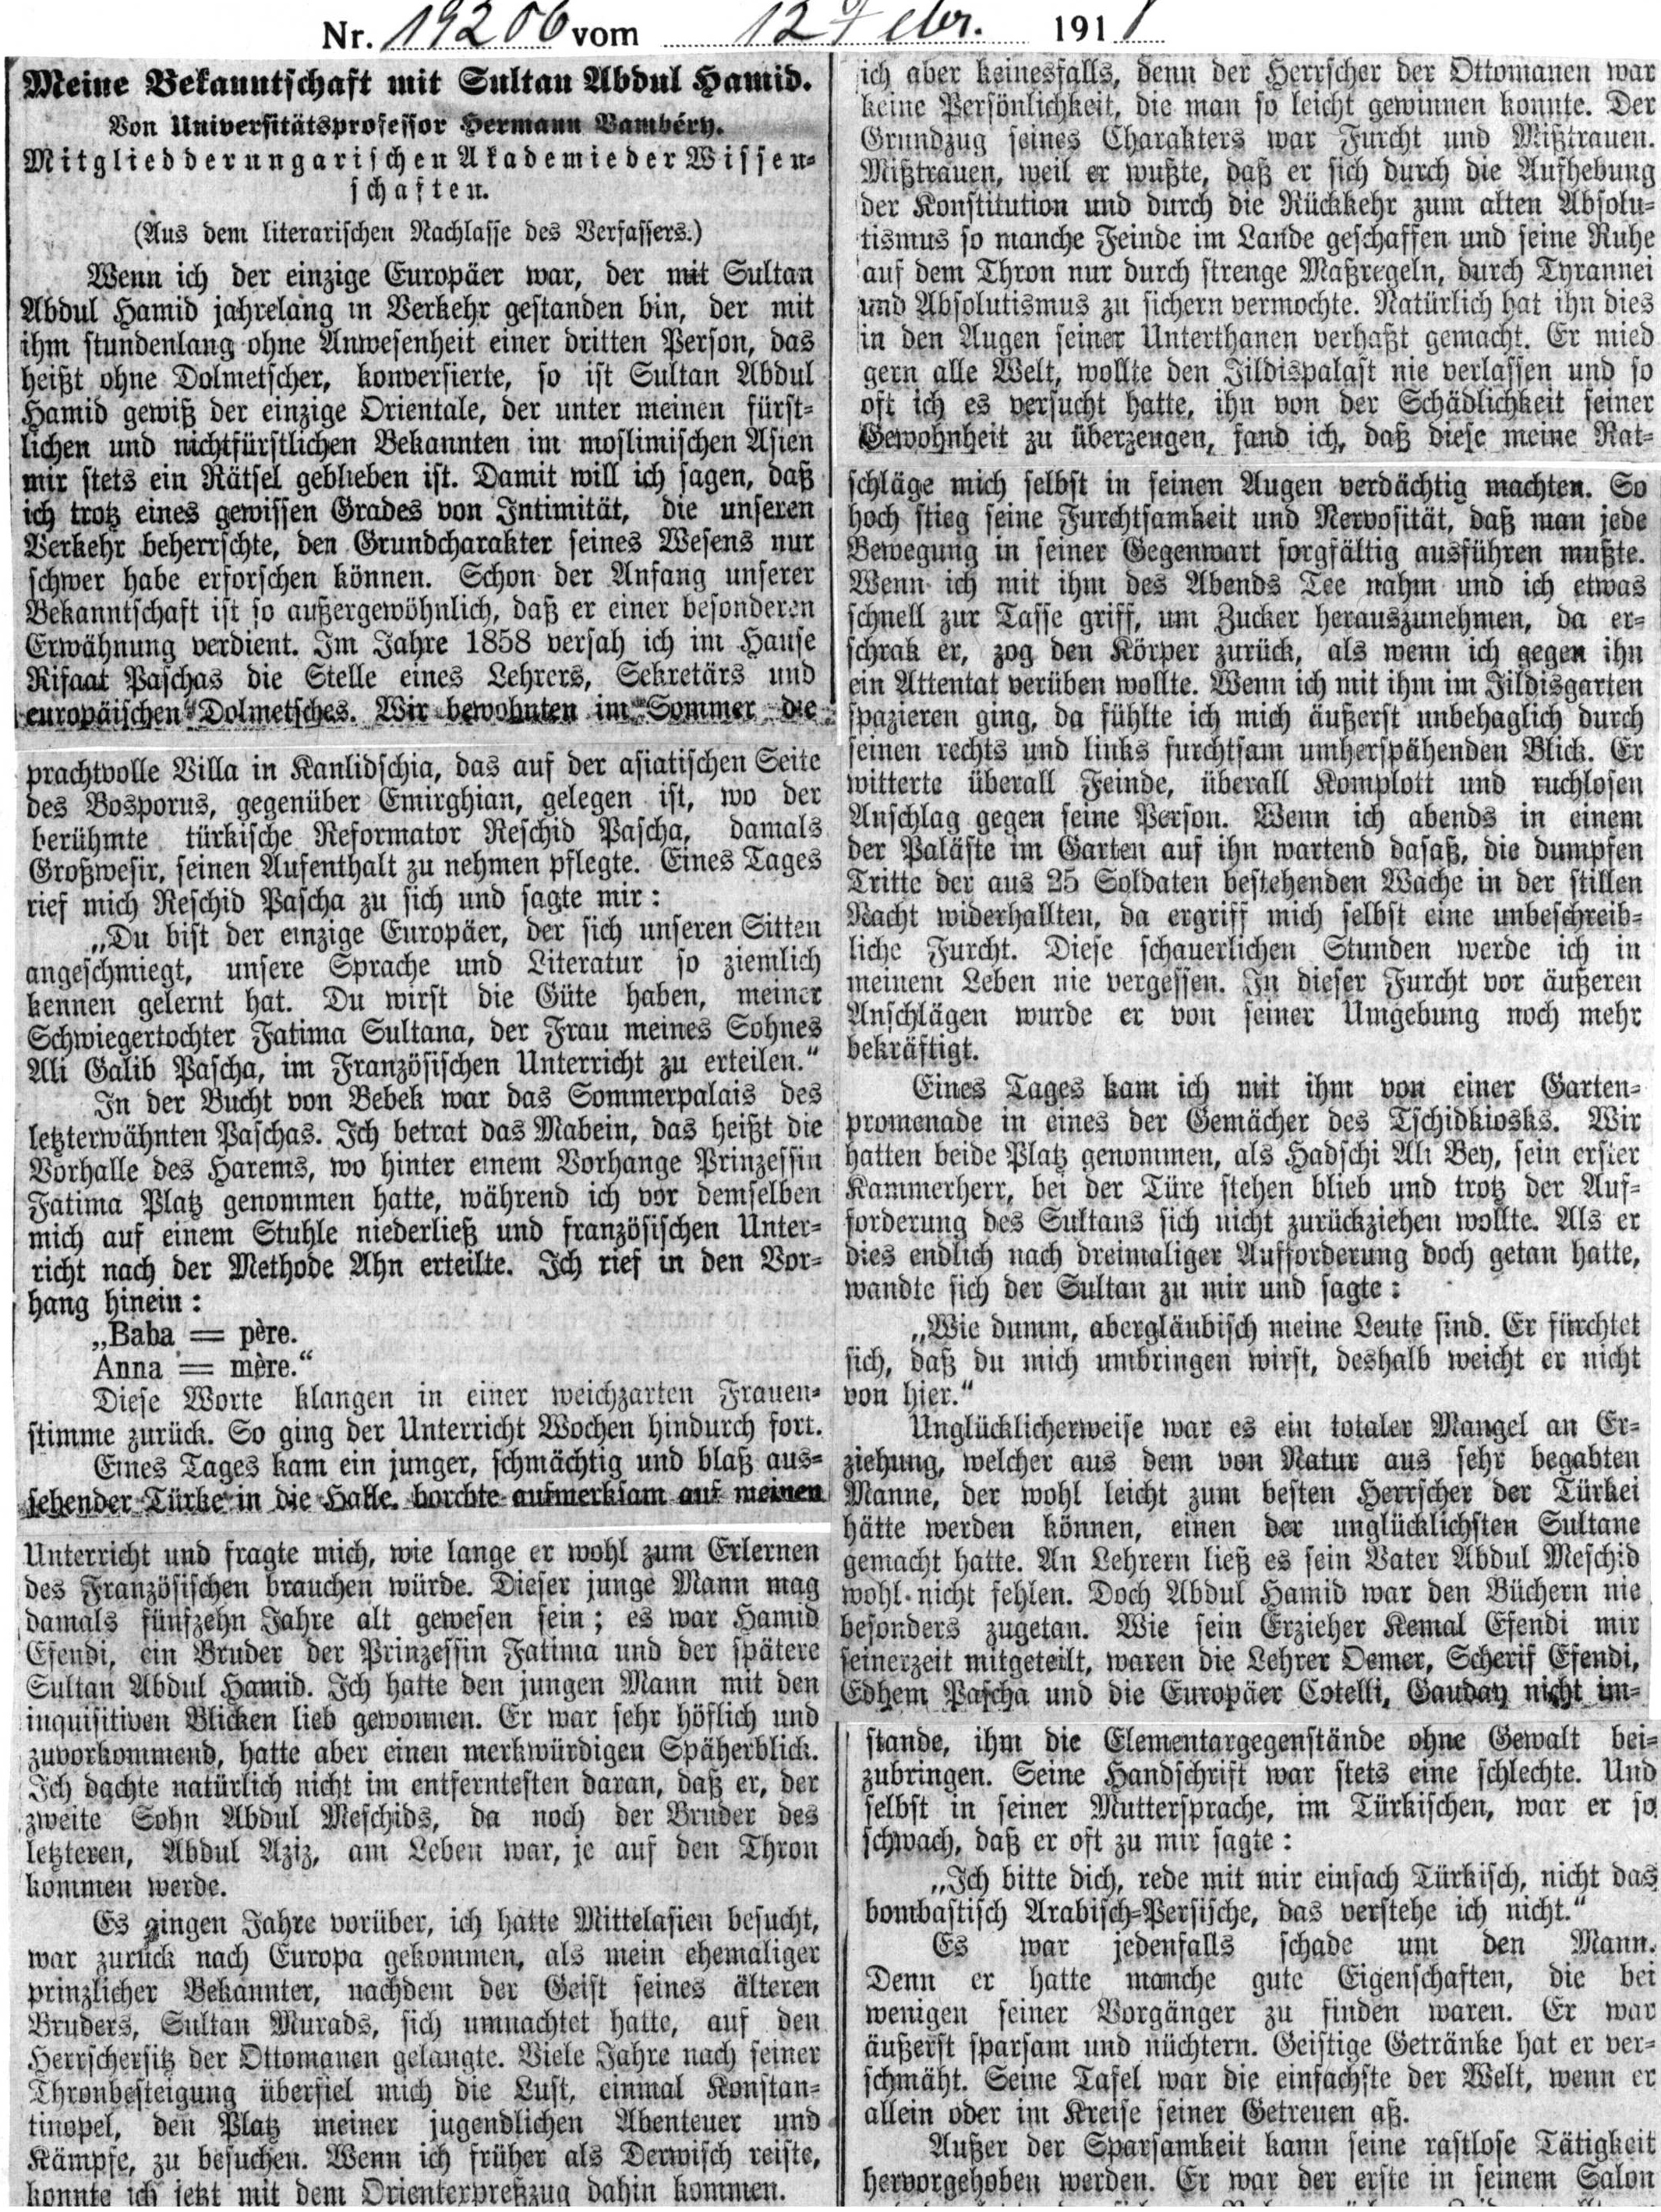 Nr. 19206 vom 12 Febr. 1918
Meine Bekanntschaft mit Sultan Abdul Hamid.
Von Universitätsprofessor Hermann Vambéry.
Mitglied der ungarischen Akademie der Wissen-
schaften.
(Aus dem literarischen Nachlasse des Verfassers.)
Wenn ich der einzige Europäer war, der mit Sultan
Abdul Hamid jahrelang in Verkehr gestanden bin, der mit
ihm stundenlang ohne Anwesenheit einer dritten Person, das
heißt ohne Dolmetscher, konversierte, so ist Sultan Abdul
Hamid gewiß der einzige Orientale, der unter meinen fürst-
lichen und nichtfürstlichen Bekannten im moslimischen Asien
mir stets ein Rätsel geblieben ist. Damit will ich sagen, daß
ich trotz eines gewissen Grades von Intimität, die unseren
Verkehr beherrschte, den Grundcharakter seines Wesens nur
schwer habe erforschen können. Schon der Anfang unserer
Bekanntschaft ist so außergewöhnlich, daß er einer besonderen
Erwähnung verdient. Im Jahre 1858 versah ich im Hause
Rifaat Paschas die Stelle eines Lehrers, Sekretärs und
europäischen Dolmetsches. Wir bewohnten im Sommer die
prachtvolle Villa in Kanlidschia, das auf der asiatischen Seite
des Bosporus, gegenüber Emirghian, gelegen ist, wo der
berühmte türkische Reformator Reschid Pascha, damals
Großwesir, seinen Aufenthalt zu nehmen pflegte. Eines Tages
rief mich Reschid Pascha zu sich und sagte mir:
„Du bist der einzige Europäer, der sich unseren Sitten
angeschmiegt, unsere Sprache und Literatur so ziemlich
kennen gelernt hat. Du wirst die Güte haben, meiner
Schwiegertochter Fatima Sultana, der Frau meines Sohnes
Ali Galib Pascha, im Französischen Unterricht zu erteilen.“
In der Bucht von Bebek war das Sommerpalais des
letzterwähnten Paschas. Ich betrat das Mabein, das heißt die
Vorhalle des Harems, wo hinter einem Vorhange Prinzessin
Fatima Platz genommen hatte, während ich vor demselben
mich auf einem Stuhle niederließ und französischen Unter-
richt nach der Methode Ahn erteilte. Ich rief in den Vor-
hang hinein:
„Baba = père.
Anna = mère.“
Diese Worte klangen in einer weichzarten Frauen-
stimme zurück. So ging der Unterricht Wochen hindurch fort.
Eines Tages kam ein junger, schmächtig und blaß aus-
sehender Türke in die Halle, horchte aufmerksam auf meinen
Unterricht und fragte mich, wie lange er wohl zum Erlernen
des Französischen brauchen würde. Dieser junge Mann mag
damals fünfzehn Jahre alt gewesen sein; es war Hamid
Efendi, ein Bruder der Prinzessin Fatima und der spätere
Sultan Abdul Hamid. Ich hatte den jungen Mann mit den
inquisitiven Blicken lieb gewonnen. Er war sehr höflich und
zuvorkommend, hatte aber einen merkwürdigen Späherblick.
Ich dachte natürlich nicht im entferntesten daran, daß er, der
zweite Sohn Abdul Meschids, da noch der Bruder des
letzteren, Abdul Aziz, am Leben war, je auf den Thron
kommen werde.
Es gingen Jahre vorüber, ich hatte Mittelasien besucht,
war zurück nach Europa gekommen, als mein ehemaliger
prinzlicher Bekannter, nachdem der Geist seines älteren
Bruders, Sultan Murads, sich umnachtet hatte, auf den
Herrschersitz der Ottomanen gelangte. Viele Jahre nach seiner
Thronbesteigung überfiel mich die Lust, einmal Konstan-
tinopel, den Platz meiner jugendlichen Abenteuer und
Kämpfe, zu besuchen. Wenn ich früher als Derwisch reiste,
konnte ich jetzt mit dem Orientexpreßzug dahin kommen.
ich aber keinesfalls, denn der Herrscher der Ottomanen war
keine Persönlichkeit, die man so leicht gewinnen konnte. Der
Grundzug seines Charakters war Furcht und Mißtrauen.
Mißtrauen, weil er wußte, daß er sich durch die Aufhebung
der Konstitution und durch die Rückkehr zum alten Absolu-
tismus so manche Feinde im Lande geschaffen und seine Ruhe
auf dem Thron nur durch strenge Maßregeln, durch Tyrannei
und Absolutismus zu sichern vermochte. Natürlich hat ihn dies
in den Augen seiner Unterthanen verhaßt gemacht. Er mied
gern alle Welt, wollte den Jildispalast nie verlassen und so
oft ich es versucht hatte, ihn von der Schädlichkeit seiner
Gewohnheit zu überzeugen, fand ich, daß diese meine Rat-
schläge mich selbst in seinen Augen verdächtig machten. So
hoch stieg seine Furchtsamkeit und Nervosität, daß man jede
Bewegung in seiner Gegenwart sorgfältig ausführen mußte.
Wenn ich mit ihm des Abends Tee nahm und ich etwas
schnell zur Tasse griff, um Zucker herauszunehmen, da er-
schrak er, zog den Körper zurück, als wenn ich gegen ihn
ein Attentat verüben wollte. Wenn ich mit ihm im Jildisgarten
spazieren ging, da fühlte ich mich äußerst unbehaglich durch
seinen rechts und links furchtsam umherspähenden Blick. Er
witterte überall Feinde, überall Komplott und ruchlosen
Anschlag gegen seine Person. Wenn ich abends in einem
der Paläste im Garten auf ihn wartend dasaß, die dumpfen
Tritte der aus 25 Soldaten bestehenden Wache in der stillen
Nacht widerhallten, da ergriff mich selbst eine unbeschreib-
liche Furcht. Diese schauerlichen Stunden werde ich in
meinem Leben nie vergessen. In dieser Furcht vor äußeren
Anschlägen wurde er von seiner Umgebung noch mehr
bekräftigt.
Eines Tages kam ich mit ihm von einer Garten-
promenade in eines der Gemächer des Tschidkiosks. Wir
hatten beide Platz genommen, als Hadschi Ali Bey, sein erster
Kammerherr, bei der Türe stehen blieb und trotz der Auf-
forderung des Sultans sich nicht zurückziehen wollte. Als er
dies endlich nach dreimaliger Aufforderung doch getan hatte,
wandte sich der Sultan zu mir und sagte:
„Wie dumm, abergläubisch meine Leute sind. Er fürchtet
sich, daß du mich umbringen wirst, deshalb weicht er nicht
von hier.“
Unglücklicherweise war es ein totaler Mangel an Er-
ziehung, welcher aus dem von Natur aus sehr begabten
Manne, der wohl leicht zum besten Herrscher der Türkei
hätte werden können, einen der unglücklichsten Sultane
gemacht hatte. An Lehrern ließ es sein Vater Abdul Meschid
wohl nicht fehlen. Doch Abdul Hamid war den Büchern nie
besonders zugetan. Wie sein Erzieher Kemal Efendi mir
seinerzeit mitgeteilt, waren die Lehrer Oemer, Scherif Efendi,
Edhem Pascha und die Europäer Cotelli, Gauday nicht im-
stande, ihm die Elementargegenstände ohne Gewalt bei-
zubringen. Seine Handschrift war stets eine schlechte. Und
selbst in seiner Muttersprache, im Türkischen, war er so
schwach, daß er oft zu mir sagte:
„Ich bitte dich, rede mit mir einfach Türkisch, nicht das
bombastisch Arabisch-Persische, das verstehe ich nicht.“
Es war jedenfalls schade um den Mann.
Denn er hatte manche gute Eigenschaften, die bei
wenigen seiner Vorgänger zu finden waren. Er war
äußerst sparsam und nüchtern. Geistige Getränke hat er ver-
schmäht. Seine Tafel war die einfachste der Welt, wenn er
allein oder im Kreise seiner Getreuen aß.
Außer der Sparsamkeit kann seine rastlose Tätigkeit
hervorgehoben werden. Er war der erste in seinem Salon